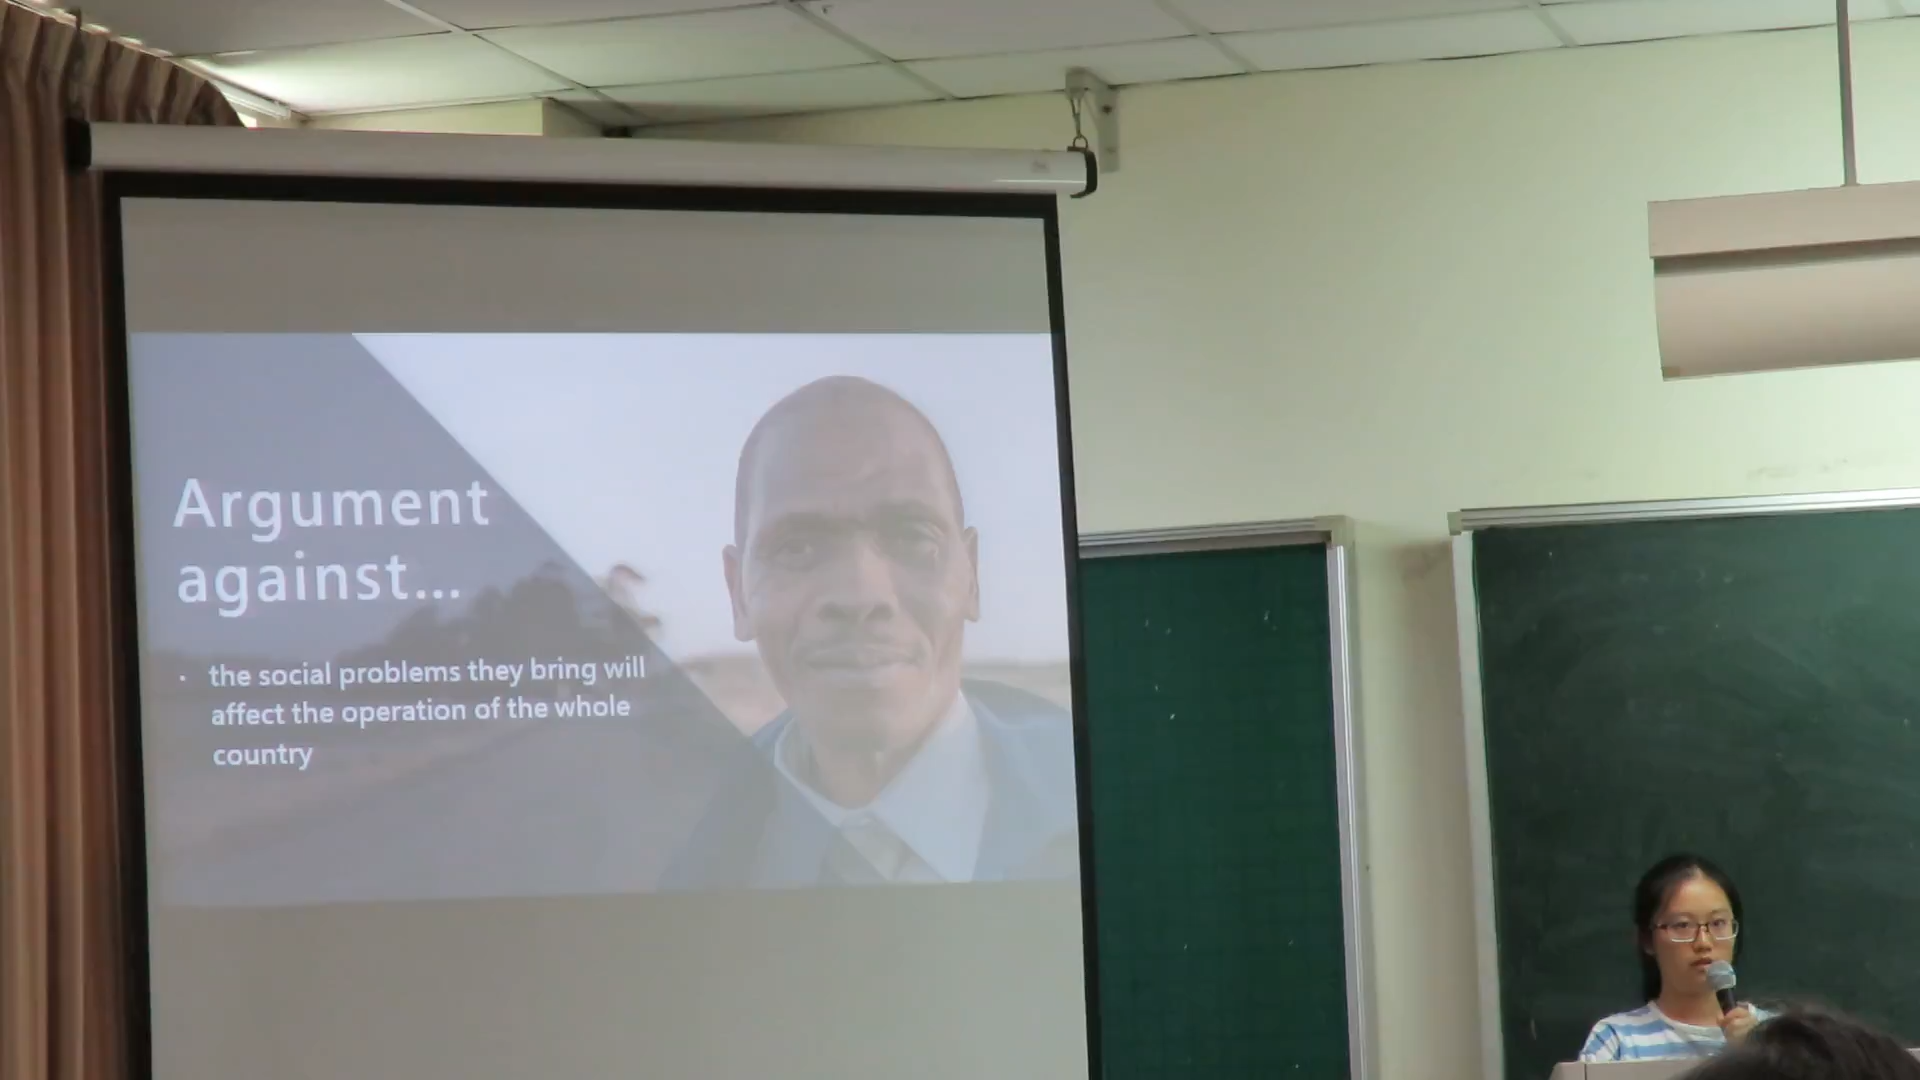 Argument
against...
· the social problems they bring will
affect the operation of the whole
country